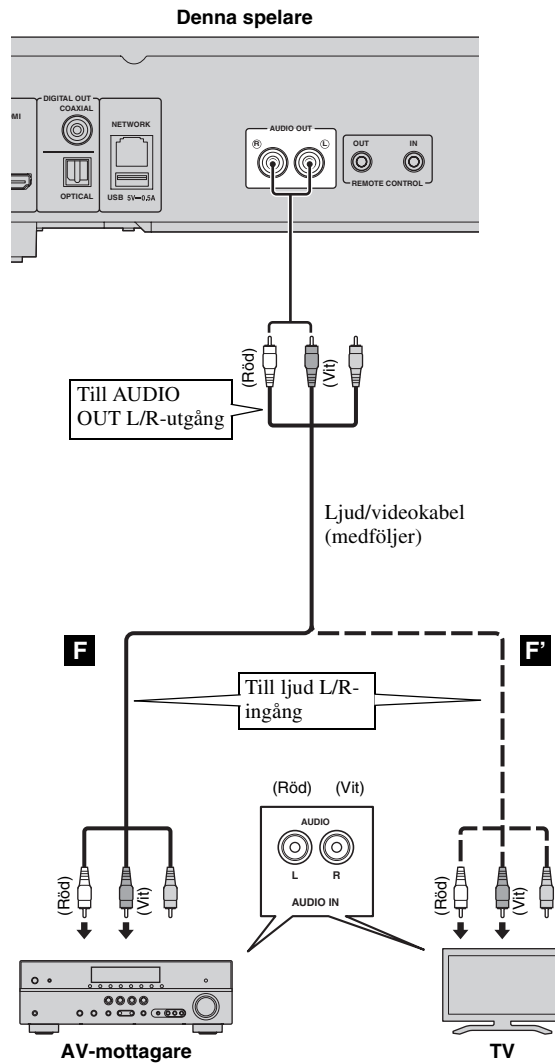 Denna spelare
MI
DIGITAL OUT
COAXIAL
OPTICAL
NETWORK
USB 5V⎓0.5A
AUDIO OUT
R L
OUT IN
REMOTE CONTROL
(Röd) (Vit)
Till AUDIO
OUT L/R-utgång
Ljud/videokabel
(medföljer)
F F’
Till ljud L/R-
ingång
(Röd) (Vit)
AUDIO
L R
AUDIO IN
(Röd) (Vit)
(Röd) (Vit)
AV-mottagare
TV